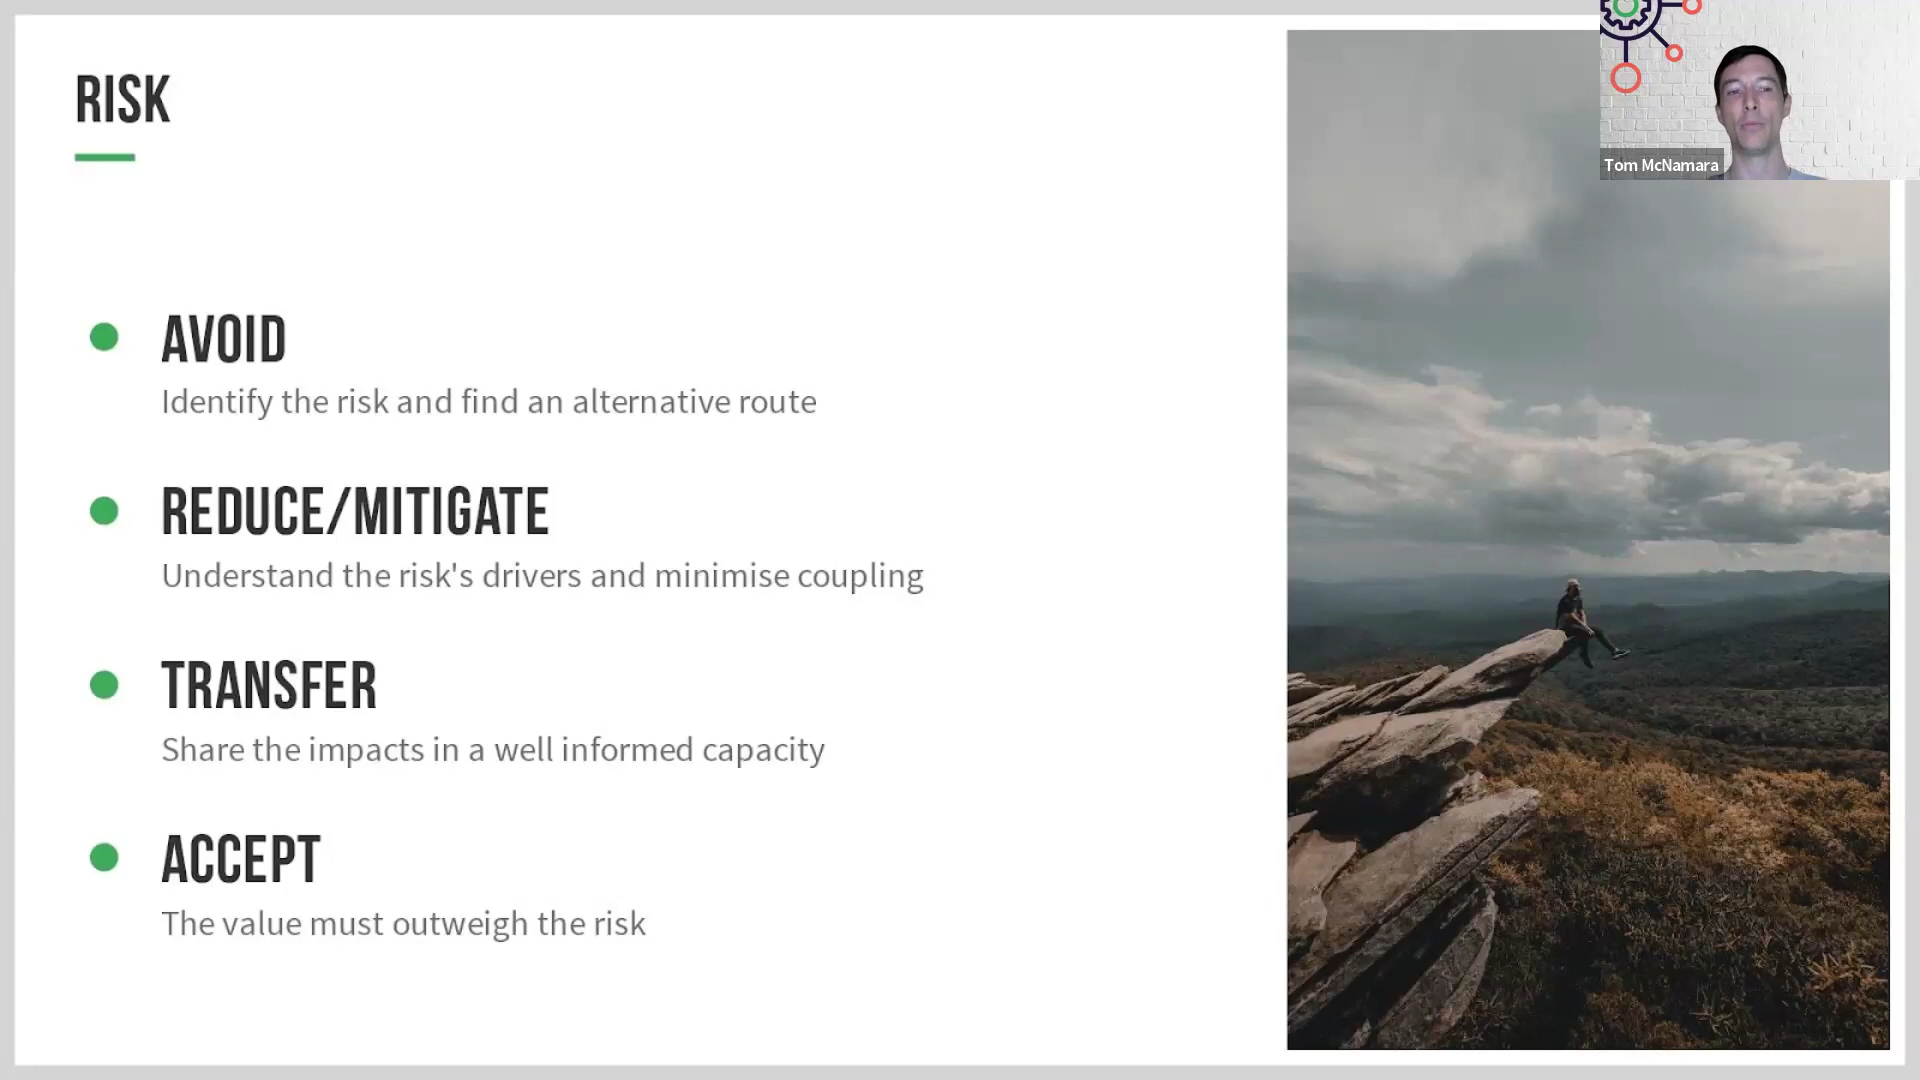 RISK
AVOID
Identify the risk and find an alternative route
REDUCE/MITIGATE
Understand the risk's drivers and minimise coupling
TRANSFER
Share the impacts in a well informed capacity
ACCEPT
The value must outweigh the risk
Tom McNamara